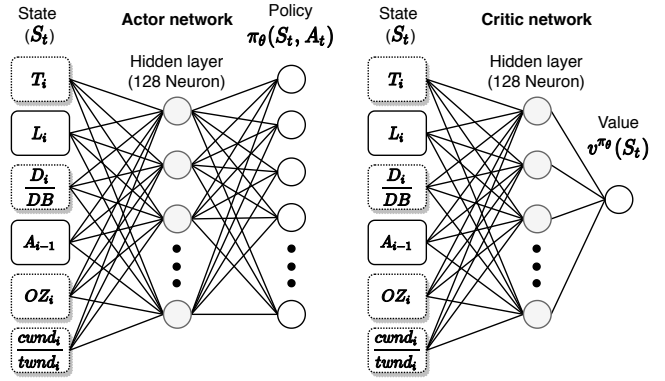 State
(S_t)
Actor network
Policy
π_θ(S_t, A_t)
Hidden layer
(128 Neuron)
T_i
L_i
D_i
DB
A_{i−1}
OZ_i
cwnd_i
twnd_i
State
(S_t)
Critic network
Hidden layer
(128 Neuron)
Value
v^{π_θ}(S_t)
T_i
L_i
D_i
DB
A_{i−1}
OZ_i
cwnd_i
twnd_i